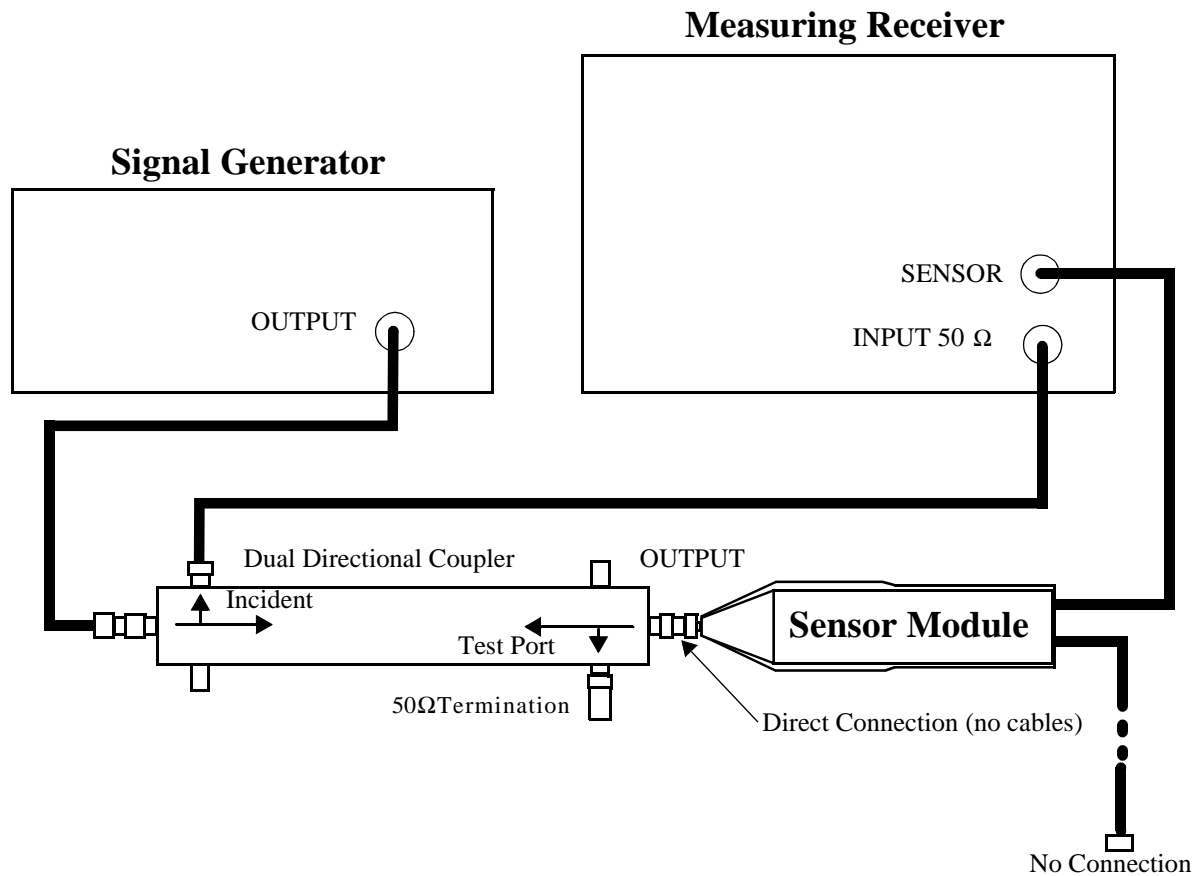 Measuring Receiver
Signal Generator
SENSOR
OUTPUT
INPUT 50 Ω
Dual Directional Coupler
OUTPUT
Incident
Sensor Module
Test Port
50ΩTermination
Direct Connection (no cables)
No Connection